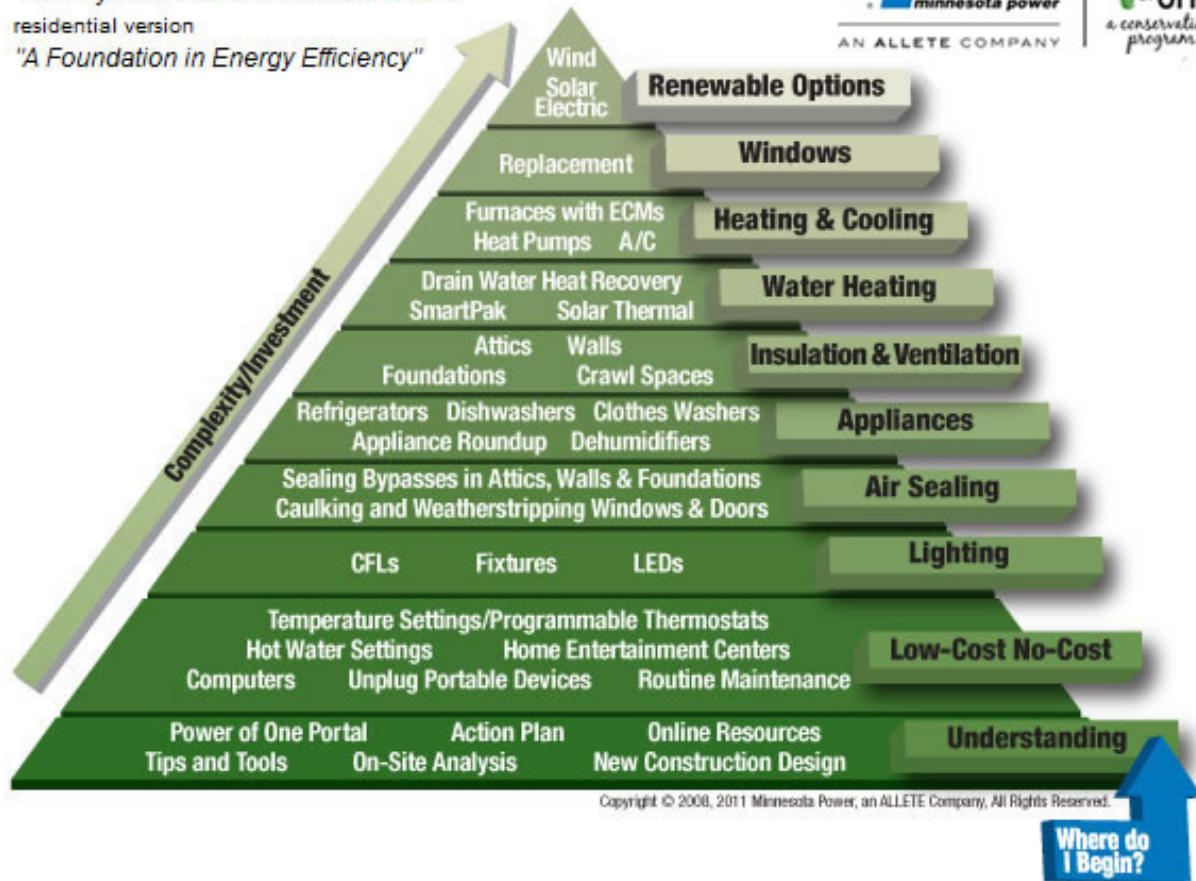 residential version
"A Foundation in Energy Efficiency"
minnesota power
AN ALLETE COMPANY
a
program
Wind
Solar
Electric
Renewable Options
Replacement
Windows
Furnaces with ECMs
Heat Pumps A/C
Heating & Cooling
Drain Water Heat Recovery
SmartPak Solar Thermal
Water Heating
Attics Walls
Foundations Crawl Spaces
Insulation & Ventilation
Refrigerators Dishwashers Clothes Washers
Appliance Roundup Dehumidifiers
Appliances
Sealing Bypasses in Attics, Walls & Foundations
Caulking and Weatherstripping Windows & Doors
Air Sealing
CFLs Fixtures LEDs
Lighting
Temperature Settings/Programmable Thermostats
Hot Water Settings Home Entertainment Centers
Computers Unplug Portable Devices Routine Maintenance
Low-Cost No-Cost
Power of One Portal Action Plan Online Resources
Tips and Tools On-Site Analysis New Construction Design
Understanding
Complexity/Investment
Copyright © 2008, 2011 Minnesota Power, an ALLETE Company, All Rights Reserved.
Where do
I Begin?